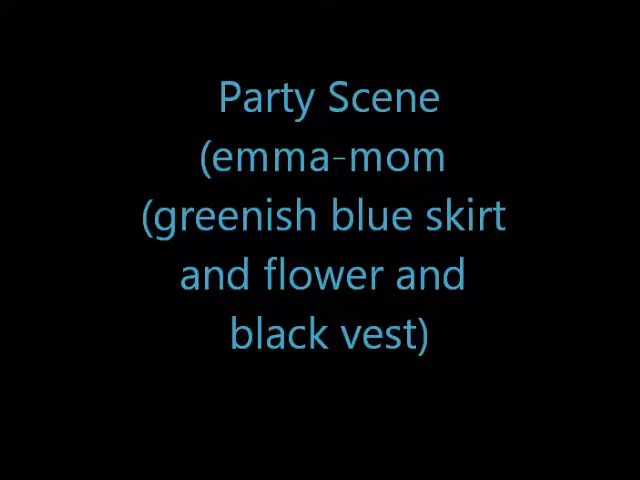 Party Scene
(emma-mom
(greenish blue skirt
and flower and
black vest)